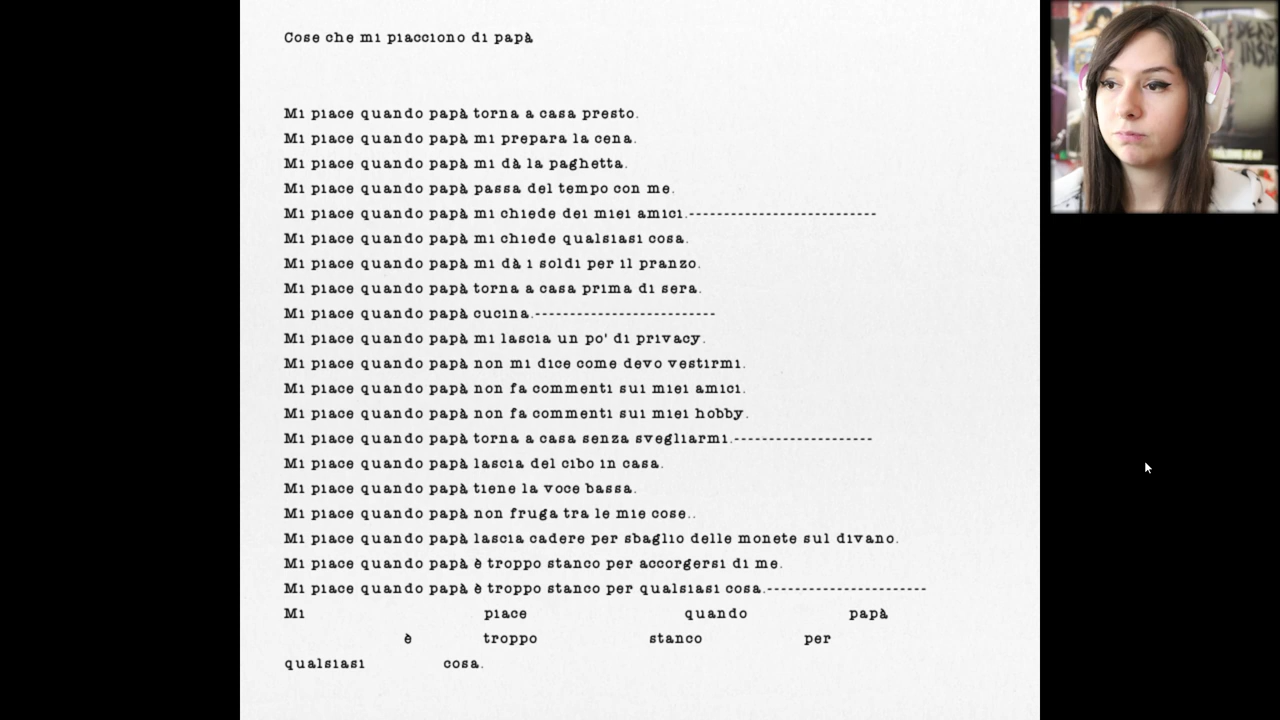 Cose che mi piacciono di papà
Mi piace quando papà torna a casa presto.
Mi piace quando papà mi prepara la cena.
Mi piace quando papà mi dà la paghetta.
Mi piace quando papà passa del tempo con me.
Mi piace quando papà mi chiede dei miei amici.---------------------------
Mi piace quando papà mi chiede qualsiasi cosa.
Mi piace quando papà mi dà i soldi per il pranzo.
Mi piace quando papà torna a casa prima di sera.
Mi piace quando papà cucina.--------------------------
Mi piace quando papà mi lascia un po' di privacy.
Mi piace quando papà non mi dice come devo vestirmi.
Mi piace quando papà non fa commenti sui miei amici.
Mi piace quando papà non fa commenti sui miei hobby.
Mi piace quando papà torna a casa senza svegliarmi.--------------------
Mi piace quando papà lascia del cibo in casa.
Mi piace quando papà tiene la voce bassa.
Mi piace quando papà non fruga tra le mie cose..
Mi piace quando papà lascia cadere per sbaglio delle monete sul divano.
Mi piace quando papà è troppo stanco per accorgersi di me.
Mi piace quando papà è troppo stanco per qualsiasi cosa.-----------------------
Mi piace quando papà
è troppo stanco per
qualsiasi cosa.